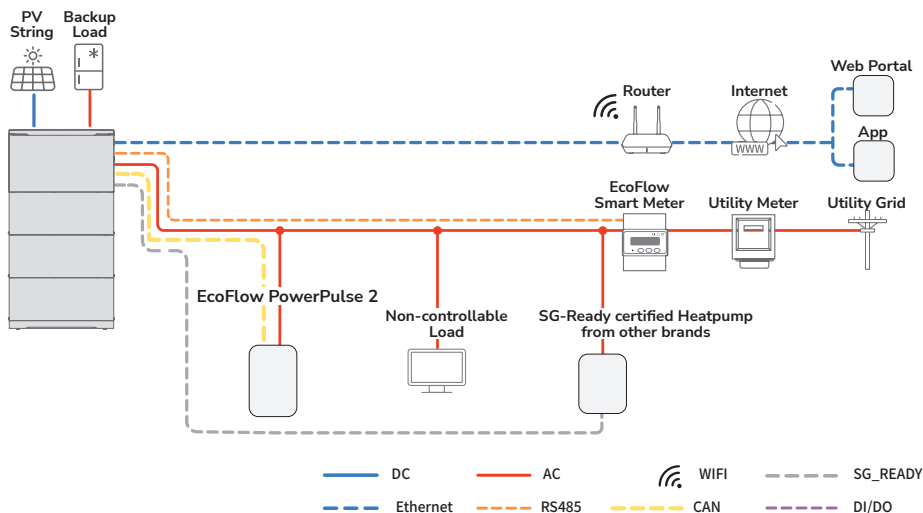 PV
String
Backup
Load
Router
Internet
WWW
Web Portal
App
EcoFlow
Smart Meter
Utility Meter
Utility Grid
EcoFlow PowerPulse 2
Non-controllable
Load
SG-Ready certified Heatpump
from other brands
DC
AC
WIFI
SG_READY
Ethernet
RS485
CAN
DI/DO